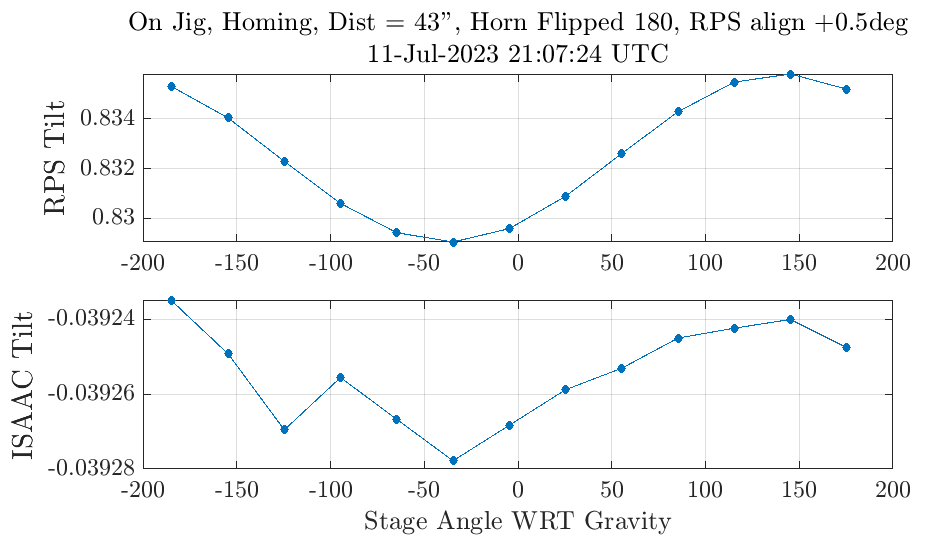 On Jig, Homing, Dist = 43”, Horn Flipped 180, RPS align +0.5deg
11-Jul-2023 21:07:24 UTC
RPS Tilt
0.834
0.832
0.83
-200 -150 -100 -50 0 50 100 150 200
ISAAC Tilt
-0.03924
-0.03926
-0.03928
-200 -150 -100 -50 0 50 100 150 200
Stage Angle WRT Gravity